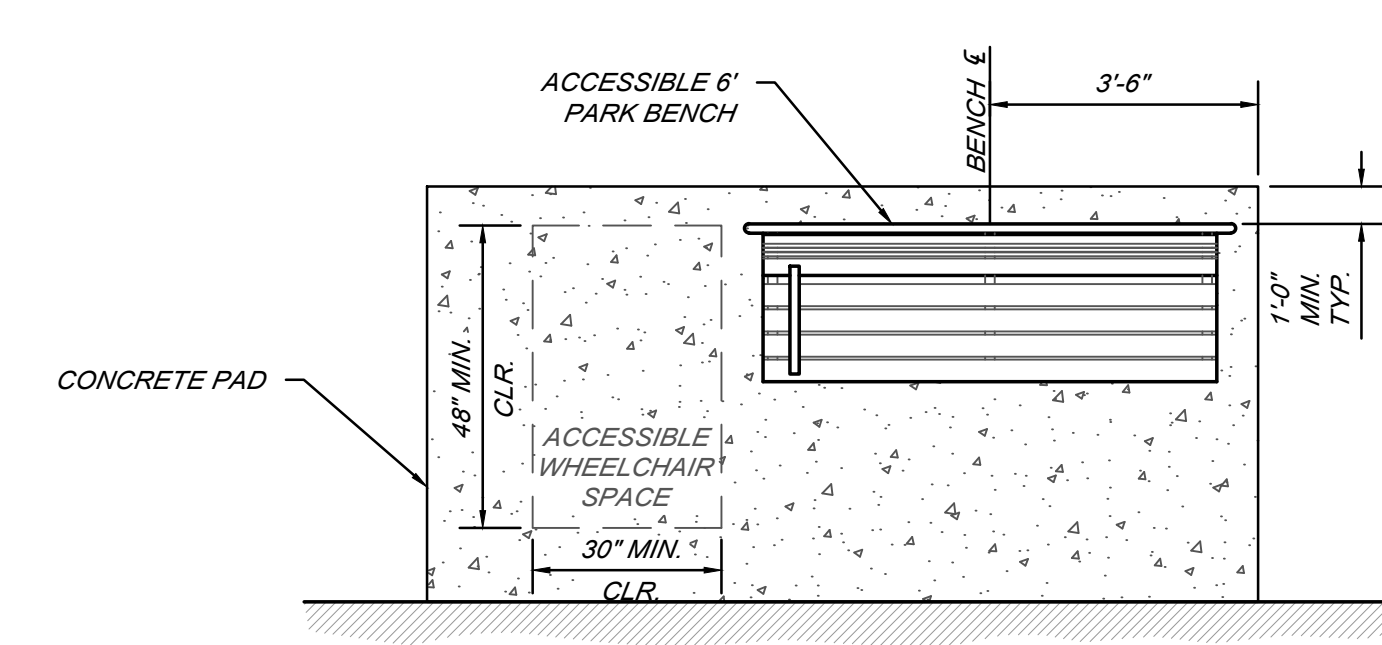 ACCESSIBLE 6'
PARK BENCH
BENCH ℄
3'-6"
1'-0"
MIN.
TYP.
CONCRETE PAD
48" MIN.
CLR.
ACCESSIBLE
WHEELCHAIR
SPACE
30" MIN.
CLR.